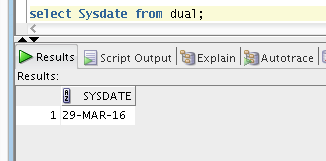 select Sysdate from dual;
Results Script Output Explain Autotrace
Results:
SYSDATE
1 29-MAR-16